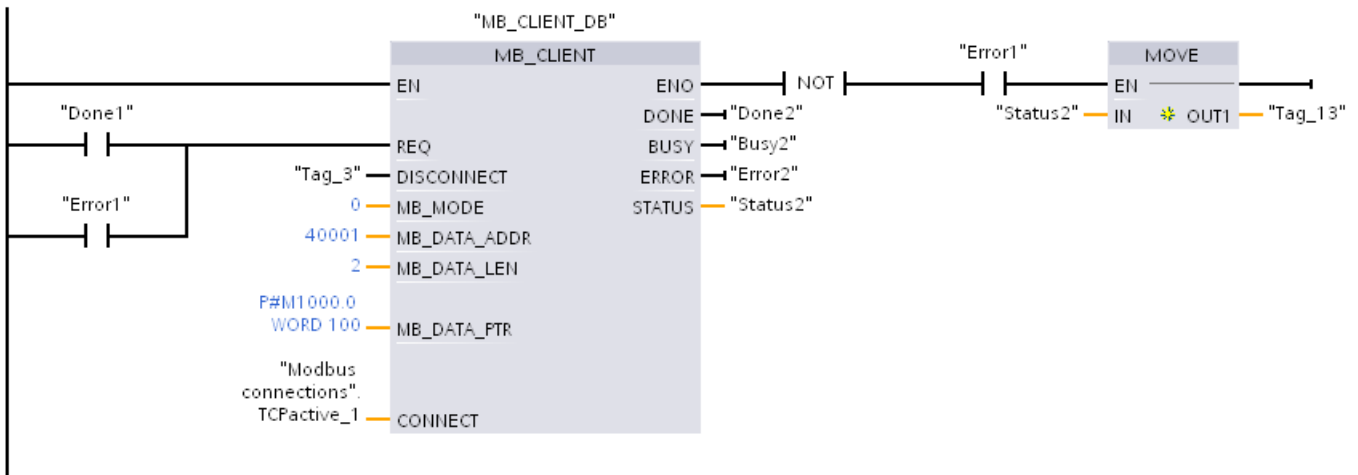 "MB_CLIENT_DB"
MB_CLIENT
"Error1"
MOVE
EN
ENO
NOT
EN
"Done1"
DONE
"Done2"
"Status2"
IN
OUT1
"Tag_13"
REQ
BUSY
"Busy2"
"Tag_3"
DISCONNECT
ERROR
"Error2"
"Error1"
0
MB_MODE
STATUS
"Status2"
40001
MB_DATA_ADDR
2
MB_DATA_LEN
P#M1000.0
WORD 100
MB_DATA_PTR
"Modbus
connections".
TCPactive_1
CONNECT